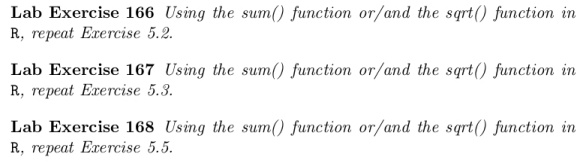 Lab Exercise 166 Using the sum() function or/and the sqrt() function in
R, repeat Exercise 5.2.
Lab Exercise 167 Using the sum() function or/and the sqrt() function in
R, repeat Exercise 5.3.
Lab Exercise 168 Using the sum() function or/and the sqrt() function in
R, repeat Exercise 5.5.